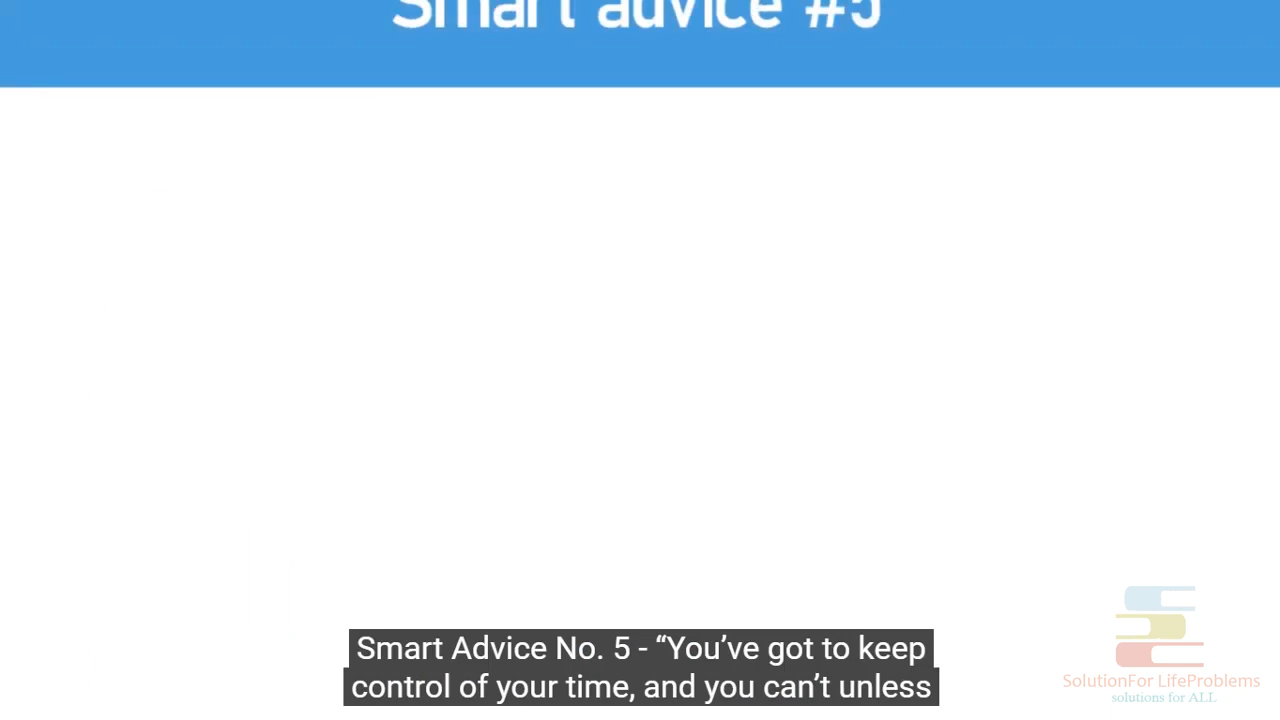 Smart advice #5
Smart Advice No. 5 - “You’ve got to keep
control of your time, and you can’t unless
SolutionFor LifeProblems
solutions for ALL